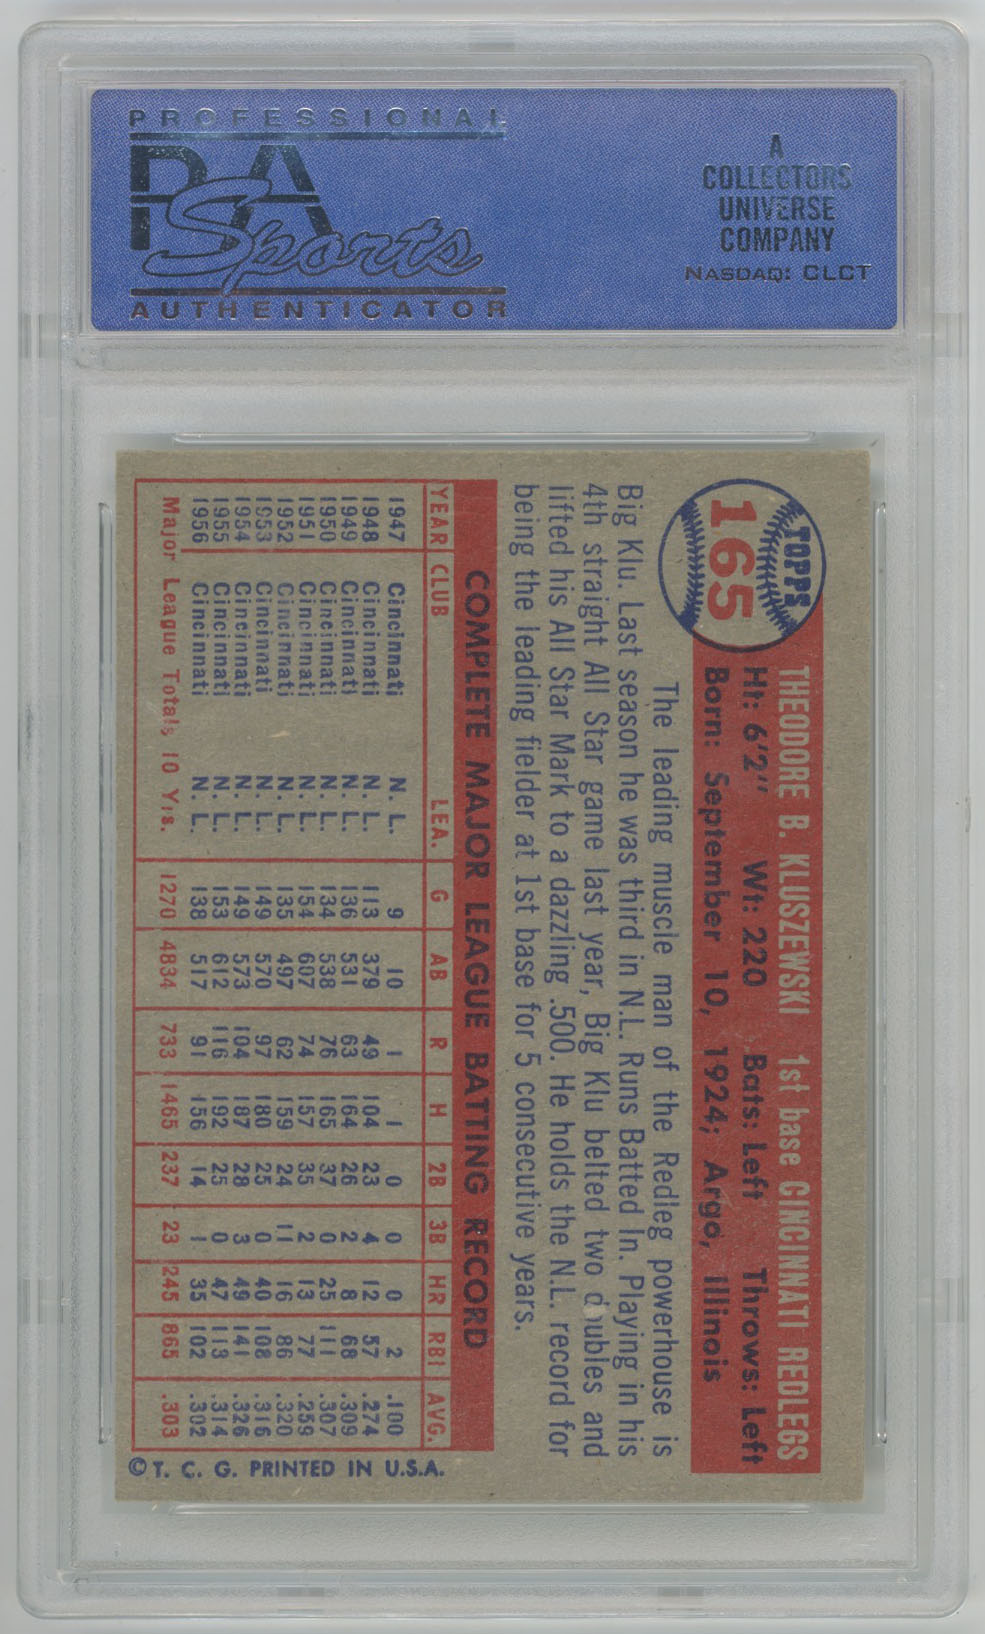 PROFESSIONAL
PSA
Sports
AUTHENTICATOR
A
COLLECTORS
UNIVERSE
COMPANY
NASDAQ: CLCT
TOPPS
165
THEODORE B. KLUSZEWSKI 1st base CINCINNATI REDLEGS
Ht: 6'2" Wt: 220 Bats: Left Throws: Left
Born: September 10, 1924; Argo, Illinois
The leading muscle man of the Redleg powerhouse is
Big Klu. Last season he was third in N.L. Runs Batted In. Playing in his
4th straight All Star game last year, Big Klu belted two doubles and
lifted his All Star Mark to a dazzling .500. He holds the N.L. record for
being the leading fielder at 1st base for 5 consecutive years.
COMPLETE MAJOR LEAGUE BATTING RECORD
YEAR CLUB LEA. G AB R H 2B 3B HR RBI AVG.
1947 Cincinnati N. L. 9 10 1 1 0 0 0 2 .100
1948 Cincinnati N. L. 113 379 49 104 23 4 12 57 .274
1949 Cincinnati N. L. 136 531 63 164 26 2 8 68 .309
1950 Cincinnati N. L. 134 538 76 165 37 0 25 111 .307
1951 Cincinnati N. L. 154 607 74 157 35 2 13 77 .259
1952 Cincinnati N. L. 135 497 62 159 24 11 16 86 .320
1953 Cincinnati N. L. 149 570 97 180 25 0 40 108 .316
1954 Cincinnati N. L. 149 573 104 187 28 3 49 141 .326
1955 Cincinnati N. L. 153 612 116 192 25 0 47 113 .314
1956 Cincinnati N. L. 138 517 91 156 14 1 35 102 .302
Major League Totals 10 Yrs. 1270 4834 733 1465 237 23 245 865 .303
© T. C. G. PRINTED IN U.S.A.